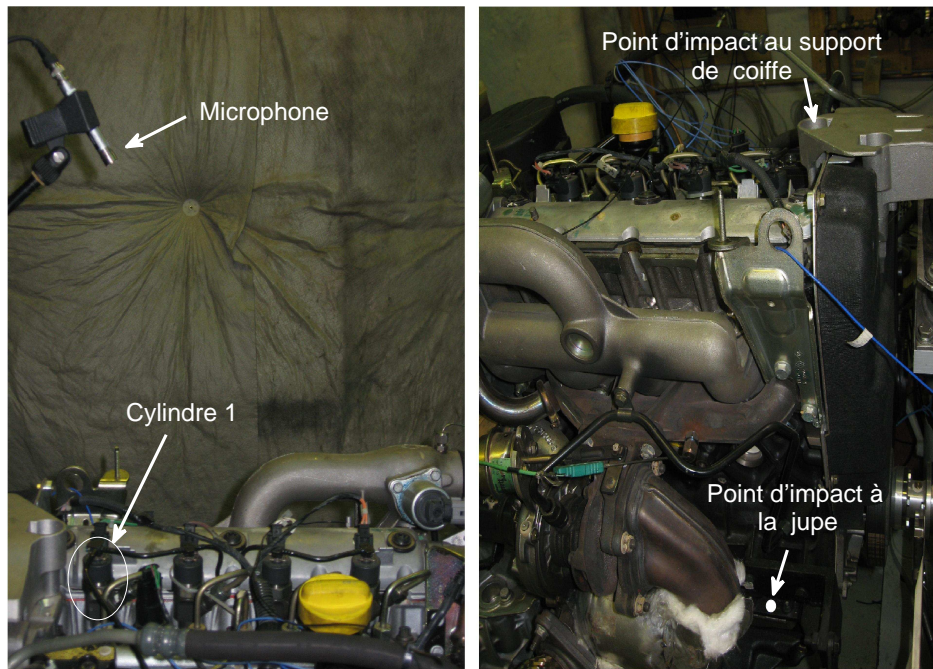 Microphone
Cylindre 1
Point d'impact au support
de coiffe
Point d'impact à
la jupe